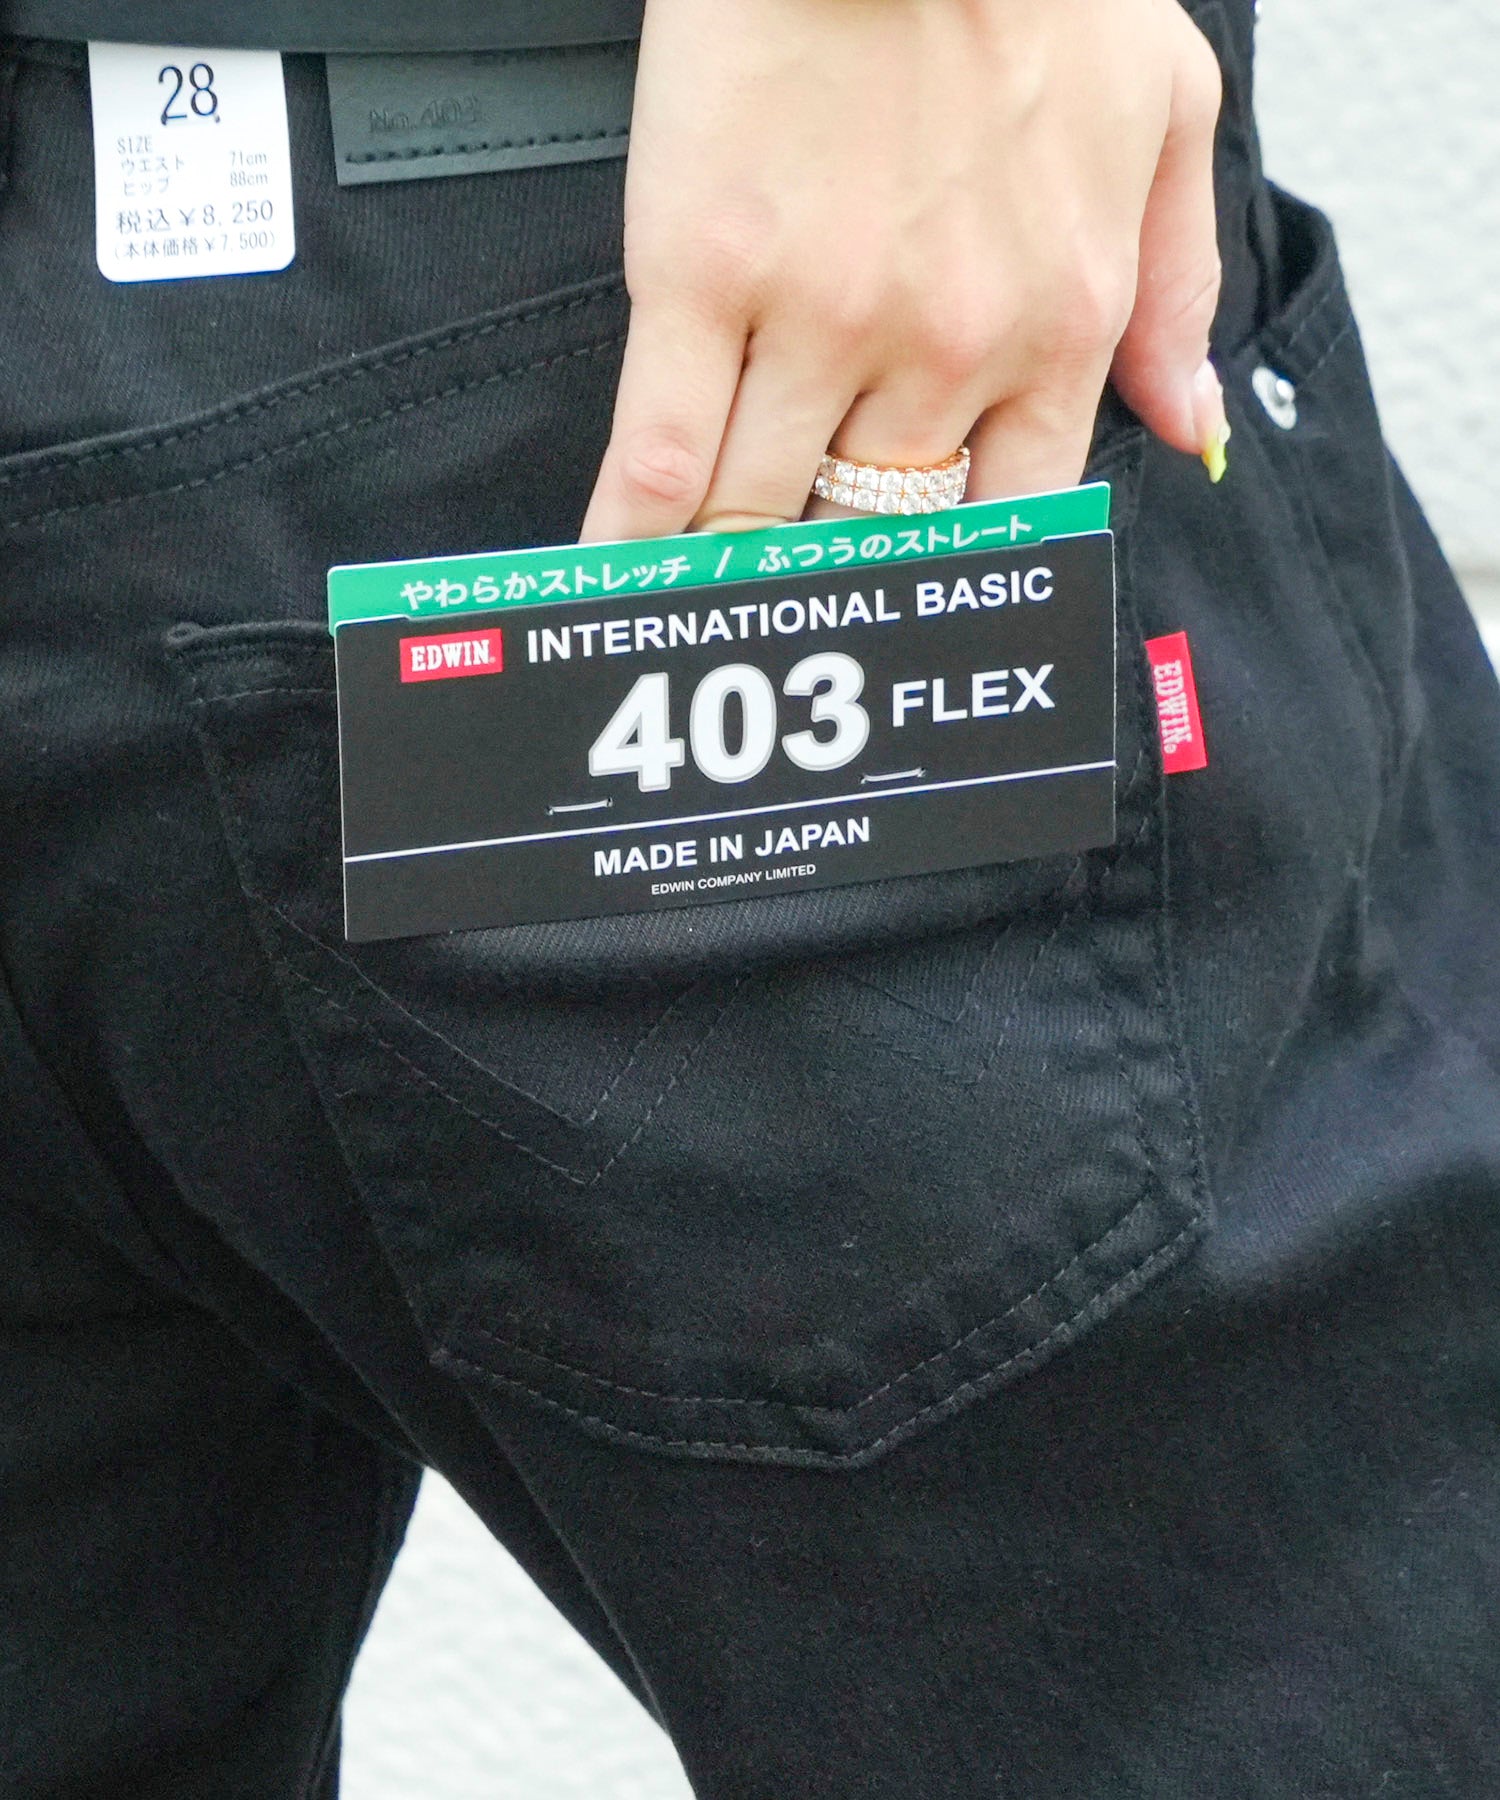 28
SIZE
ウエスト 71cm
ヒップ 88cm
税込¥8,250
(本体価格¥7,500)
No.403
やわらかストレッチ / ふつうのストレート
EDWIN® INTERNATIONAL BASIC
403 FLEX
MADE IN JAPAN
EDWIN COMPANY LIMITED
EDWIN®